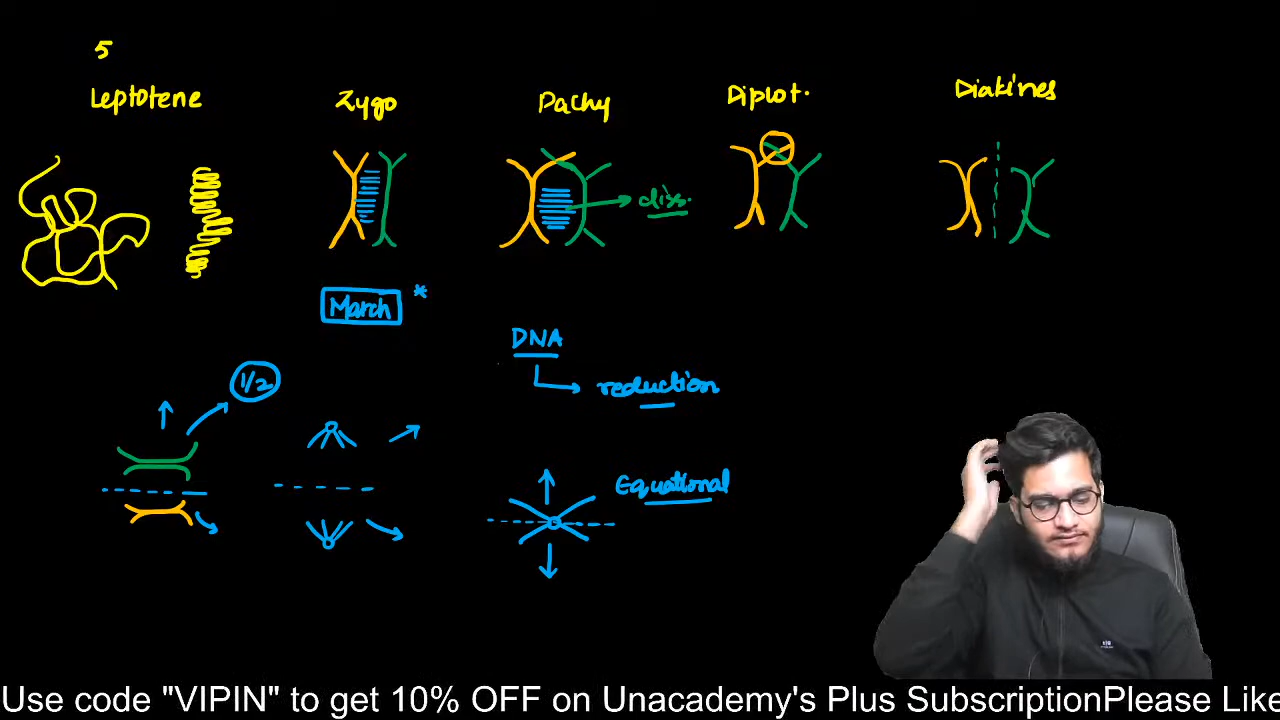 5
Leptotene
Zygo
Pachy
Diplot.
Diakines
diss.
March *
DNA
reduction
1/2
Equational
Use code "VIPIN" to get 10% OFF on Unacademy's Plus SubscriptionPlease Like